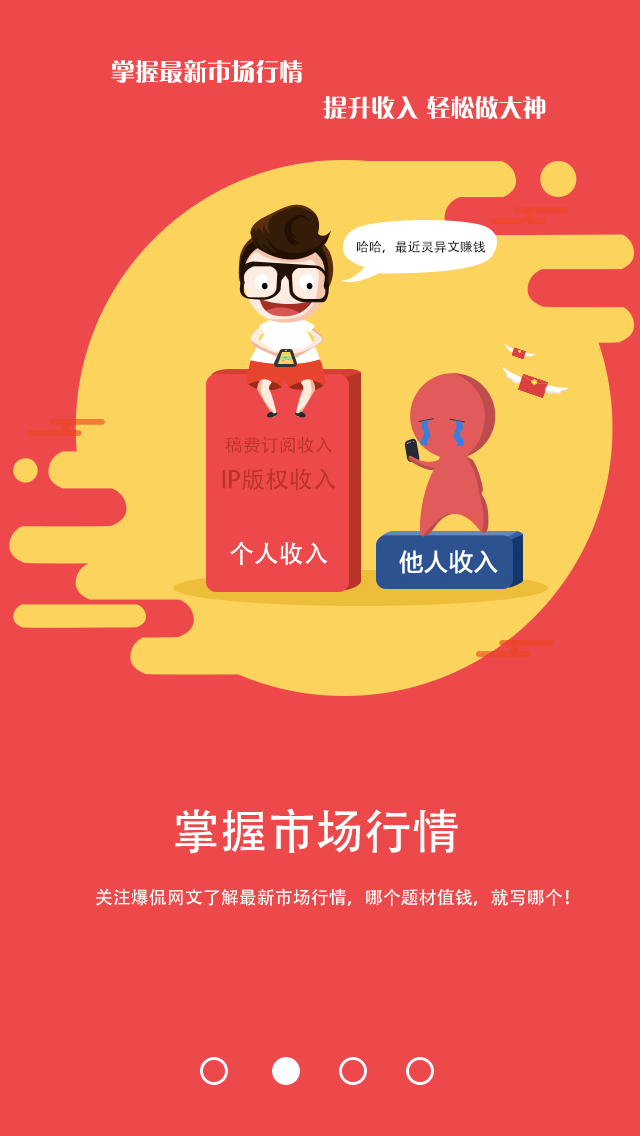 掌握最新市场行情
提升收入 轻松做大神
哈哈，最近灵异文赚钱
稿费订阅收入
IP版权收入
个人收入
他人收入
掌握市场行情
关注爆侃网文了解最新市场行情，哪个题材值钱，就写哪个！